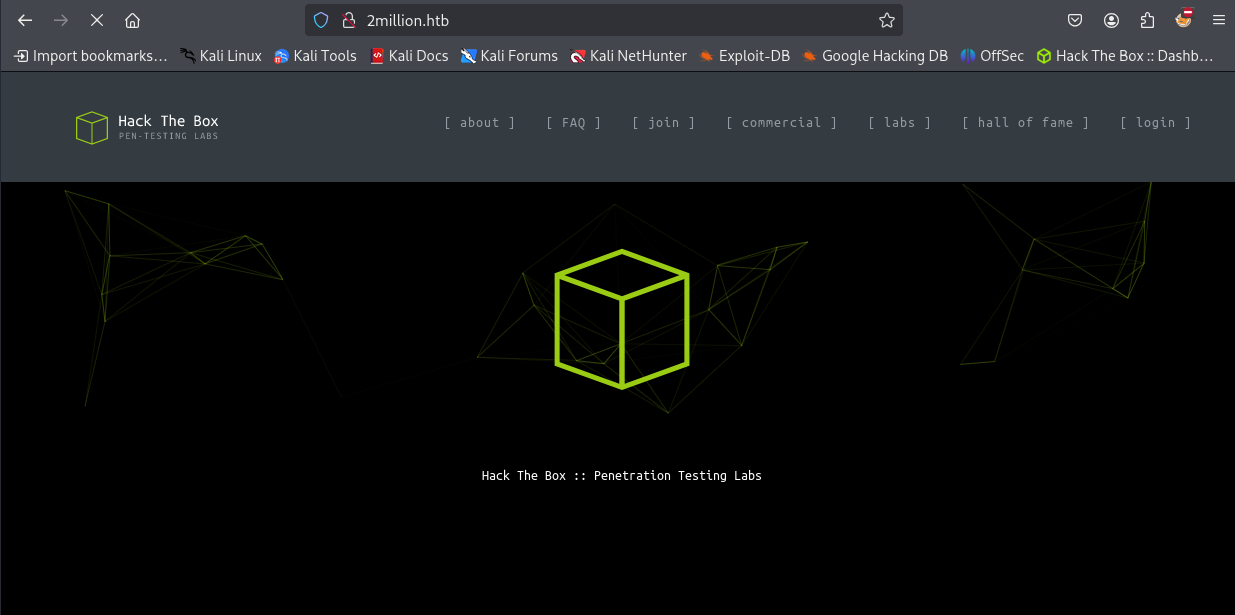 2million.htb
Import bookmarks… Kali Linux Kali Tools Kali Docs Kali Forums Kali NetHunter Exploit-DB Google Hacking DB OffSec Hack The Box :: Dashb…
Hack The Box
PEN-TESTING LABS
[ about ] [ FAQ ] [ join ] [ commercial ] [ labs ] [ hall of fame ] [ login ]
Hack The Box :: Penetration Testing Labs